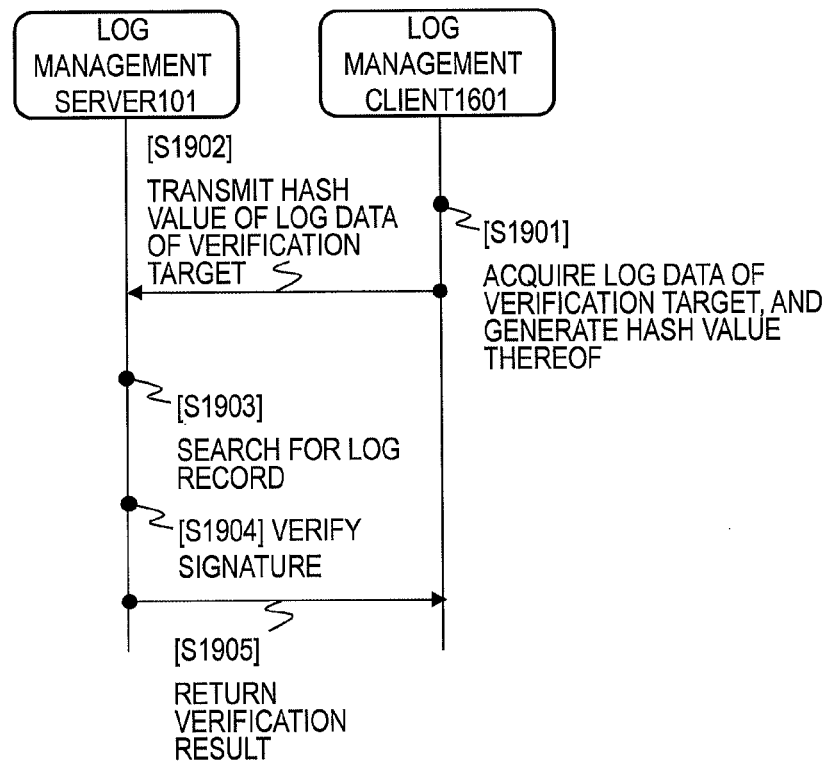 LOG
MANAGEMENT
SERVER101
LOG
MANAGEMENT
CLIENT1601
[S1902]
TRANSMIT HASH
VALUE OF LOG DATA
OF VERIFICATION
TARGET
[S1901]
ACQUIRE LOG DATA OF
VERIFICATION TARGET, AND
GENERATE HASH VALUE
THEREOF
[S1903]
SEARCH FOR LOG
RECORD
[S1904] VERIFY
SIGNATURE
[S1905]
RETURN
VERIFICATION
RESULT